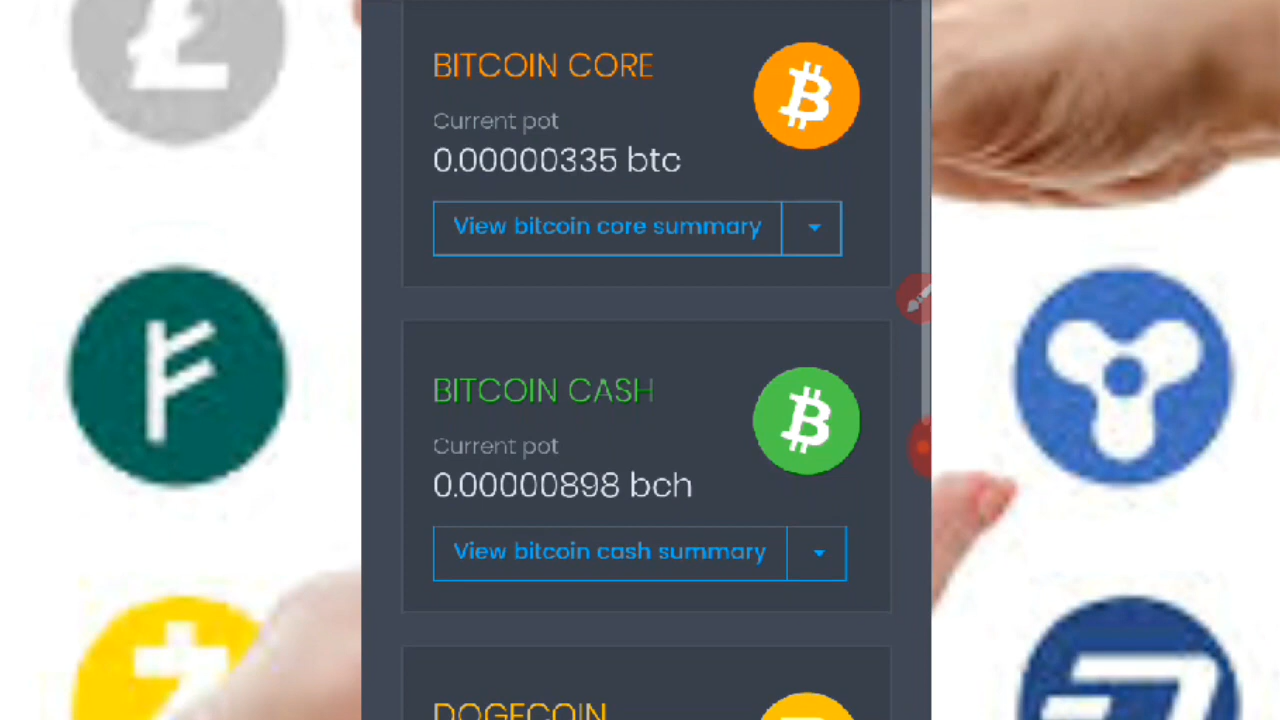 BITCOIN CORE
Current pot
0.00000335 btc
View bitcoin core summary
BITCOIN CASH
Current pot
0.00000898 bch
View bitcoin cash summary
DOGECOIN